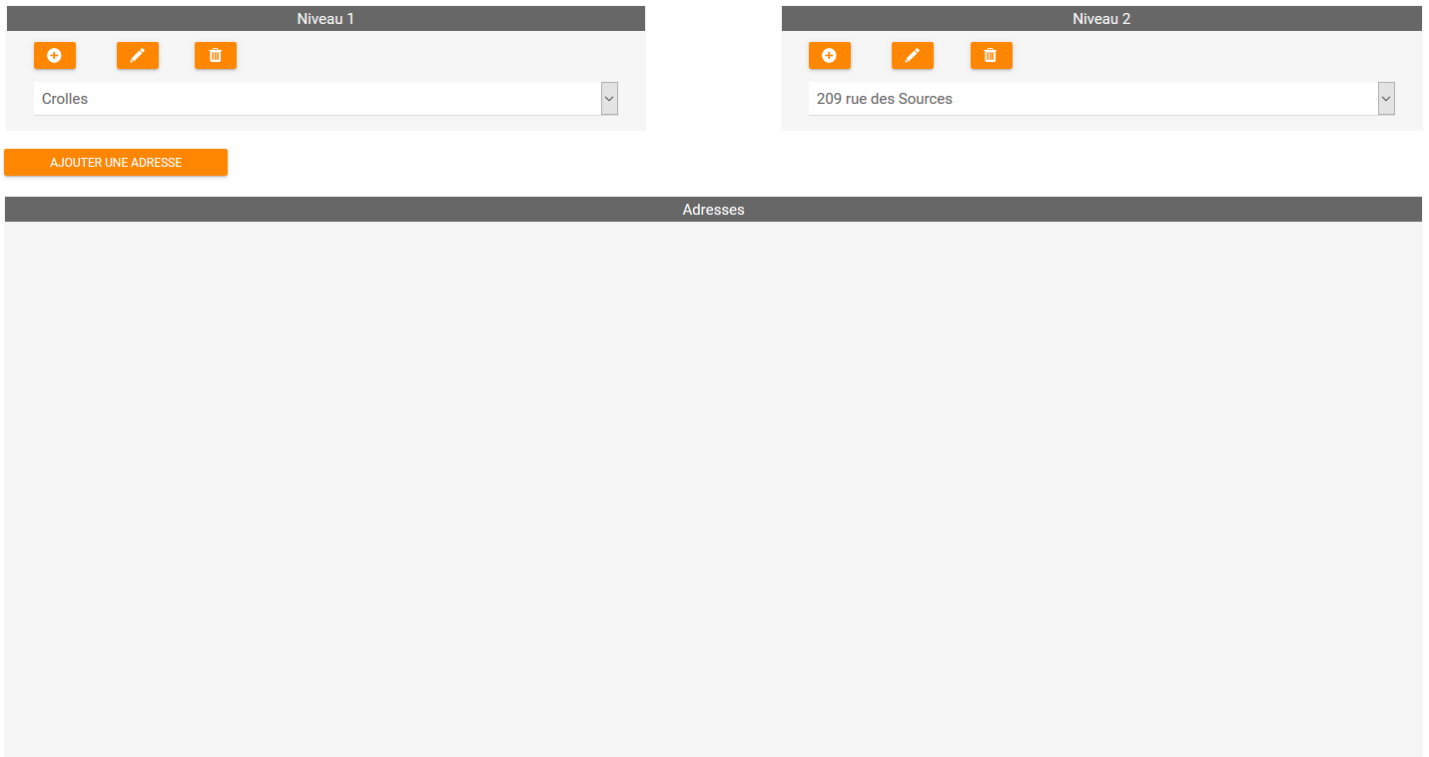 Niveau 1
Niveau 2
Crolles
209 rue des Sources
AJOUTER UNE ADRESSE
Adresses